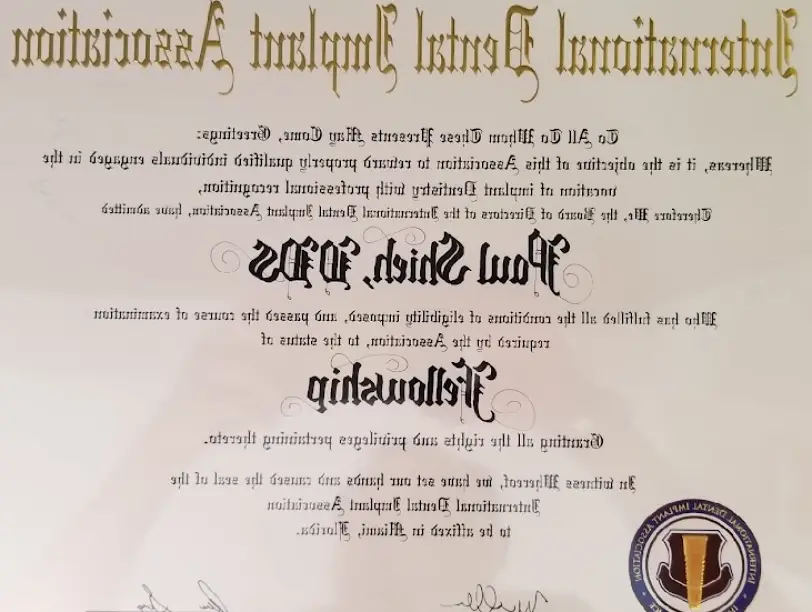 International Dental Implant Association
To All To Whom These Presents May Come, Greetings:
Whereas, it is the objective of this Association to reward properly qualified individuals engaged in the
vocation of implant Dentistry with professional recognition,
Therefore We, the Board of Directors of the International Dental Implant Association, have admitted
Paul Shieh, DDS
Who has fulfilled all the conditions of eligibility imposed, and passed the course of examination
required by the Association, to the status of
Fellowship
Granting all the rights and privileges pertaining thereto.
In witness Whereof, we have set our hands and caused the seal of the
International Dental Implant Association
to be affixed in Miami, Florida.
INTERNATIONAL DENTAL IMPLANT ASSOCIATION